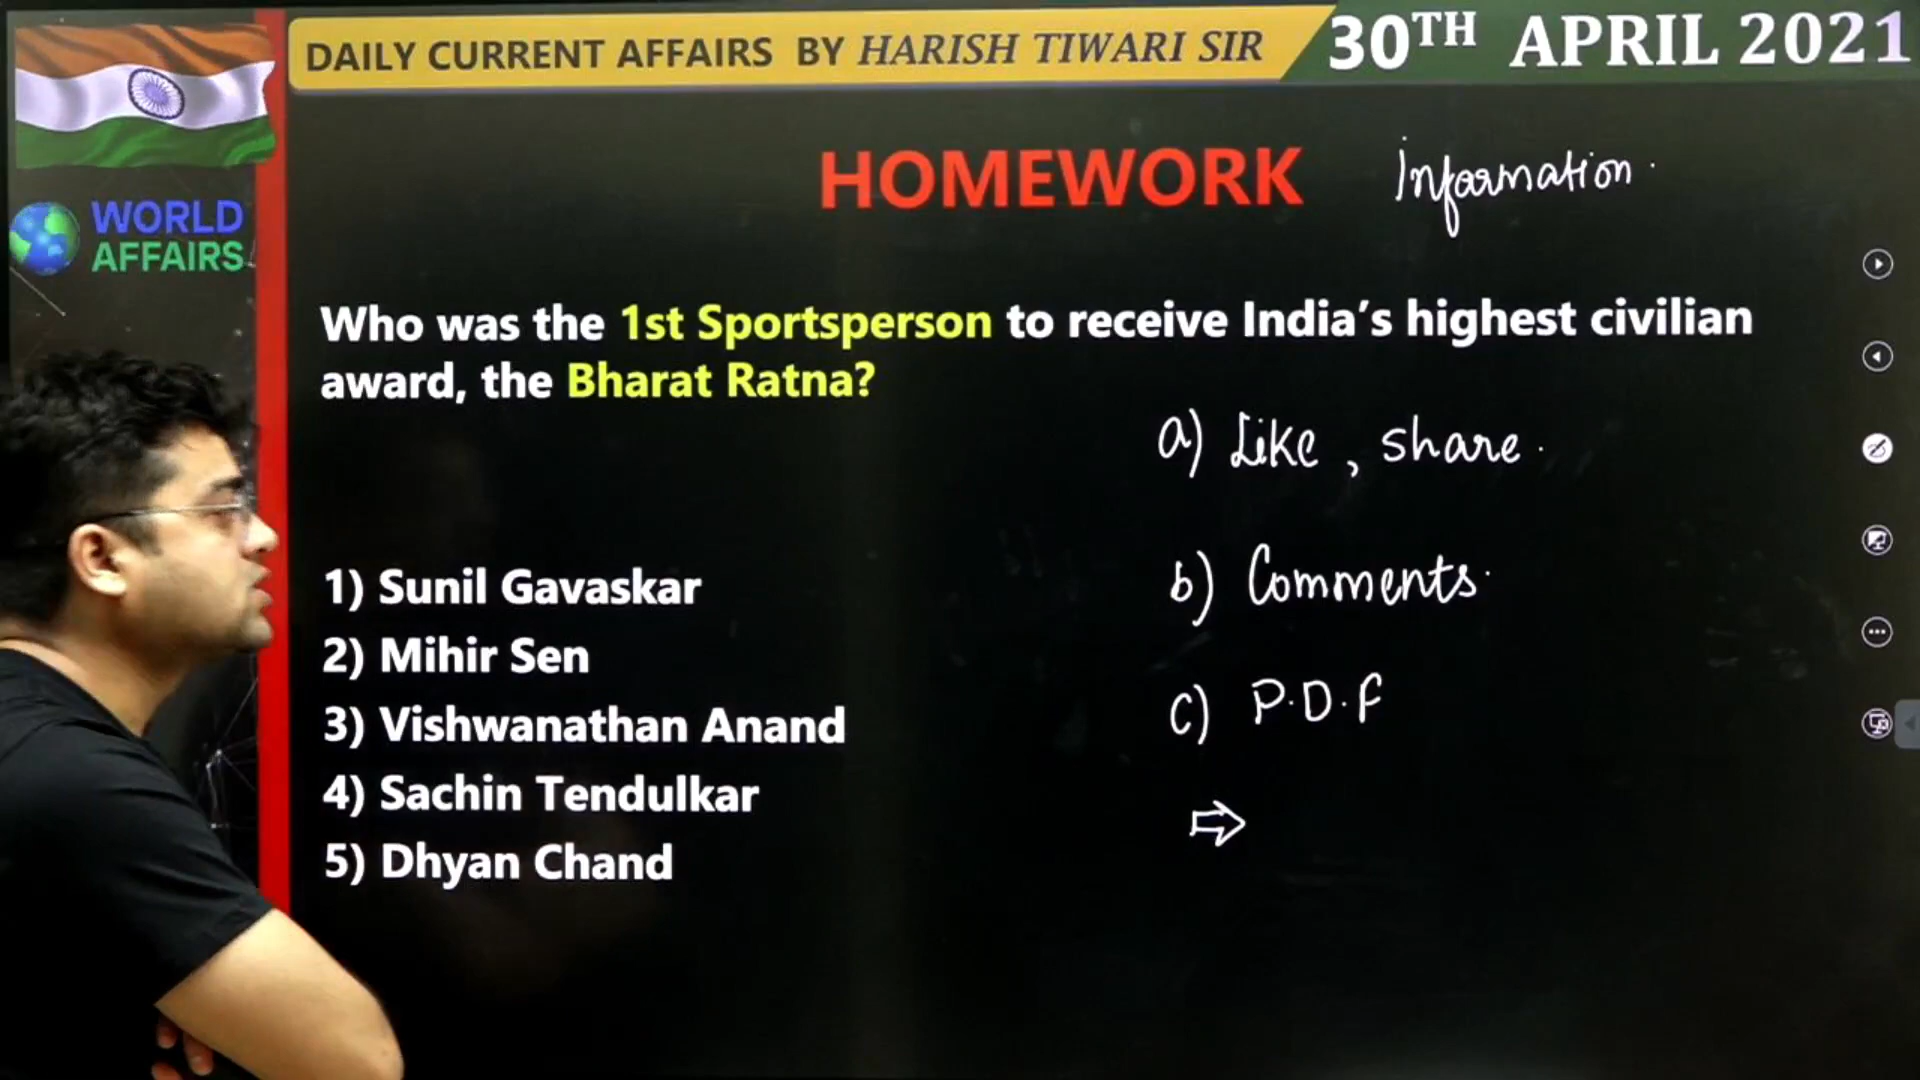 DAILY CURRENT AFFAIRS BY HARISH TIWARI SIR
30TH APRIL 2021
WORLD
AFFAIRS
HOMEWORK
Information.
Who was the 1st Sportsperson to receive India's highest civilian
award, the Bharat Ratna?
1) Sunil Gavaskar
2) Mihir Sen
3) Vishwanathan Anand
4) Sachin Tendulkar
5) Dhyan Chand
a) Like, share.
b) Comments.
c) P.D.F